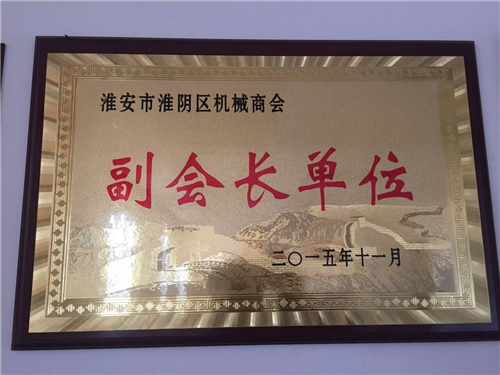 淮安市淮阴区机械商会
副会长单位
二〇一五年十一月